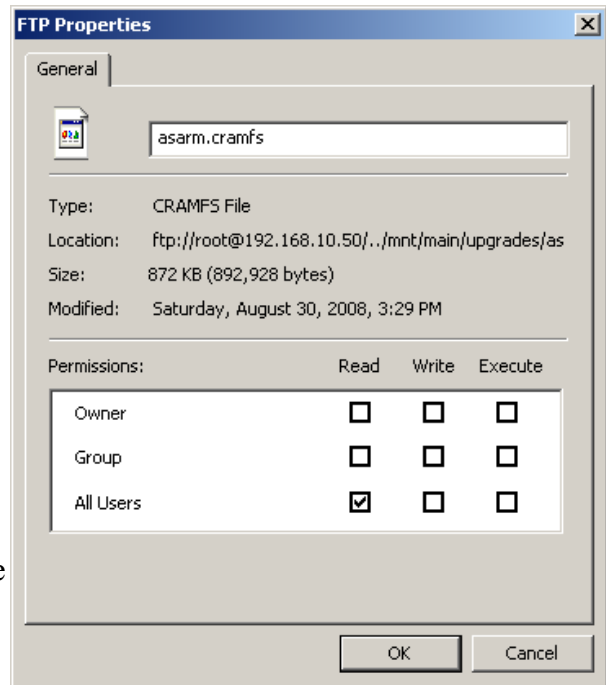 FTP Properties
General
asarm.cramfs
Type: CRAMFS File
Location: ftp://root@192.168.10.50/../mnt/main/upgrades/as
Size: 872 KB (892,928 bytes)
Modified: Saturday, August 30, 2008, 3:29 PM
Permissions: Read Write Execute
Owner
Group
All Users
e
OK Cancel